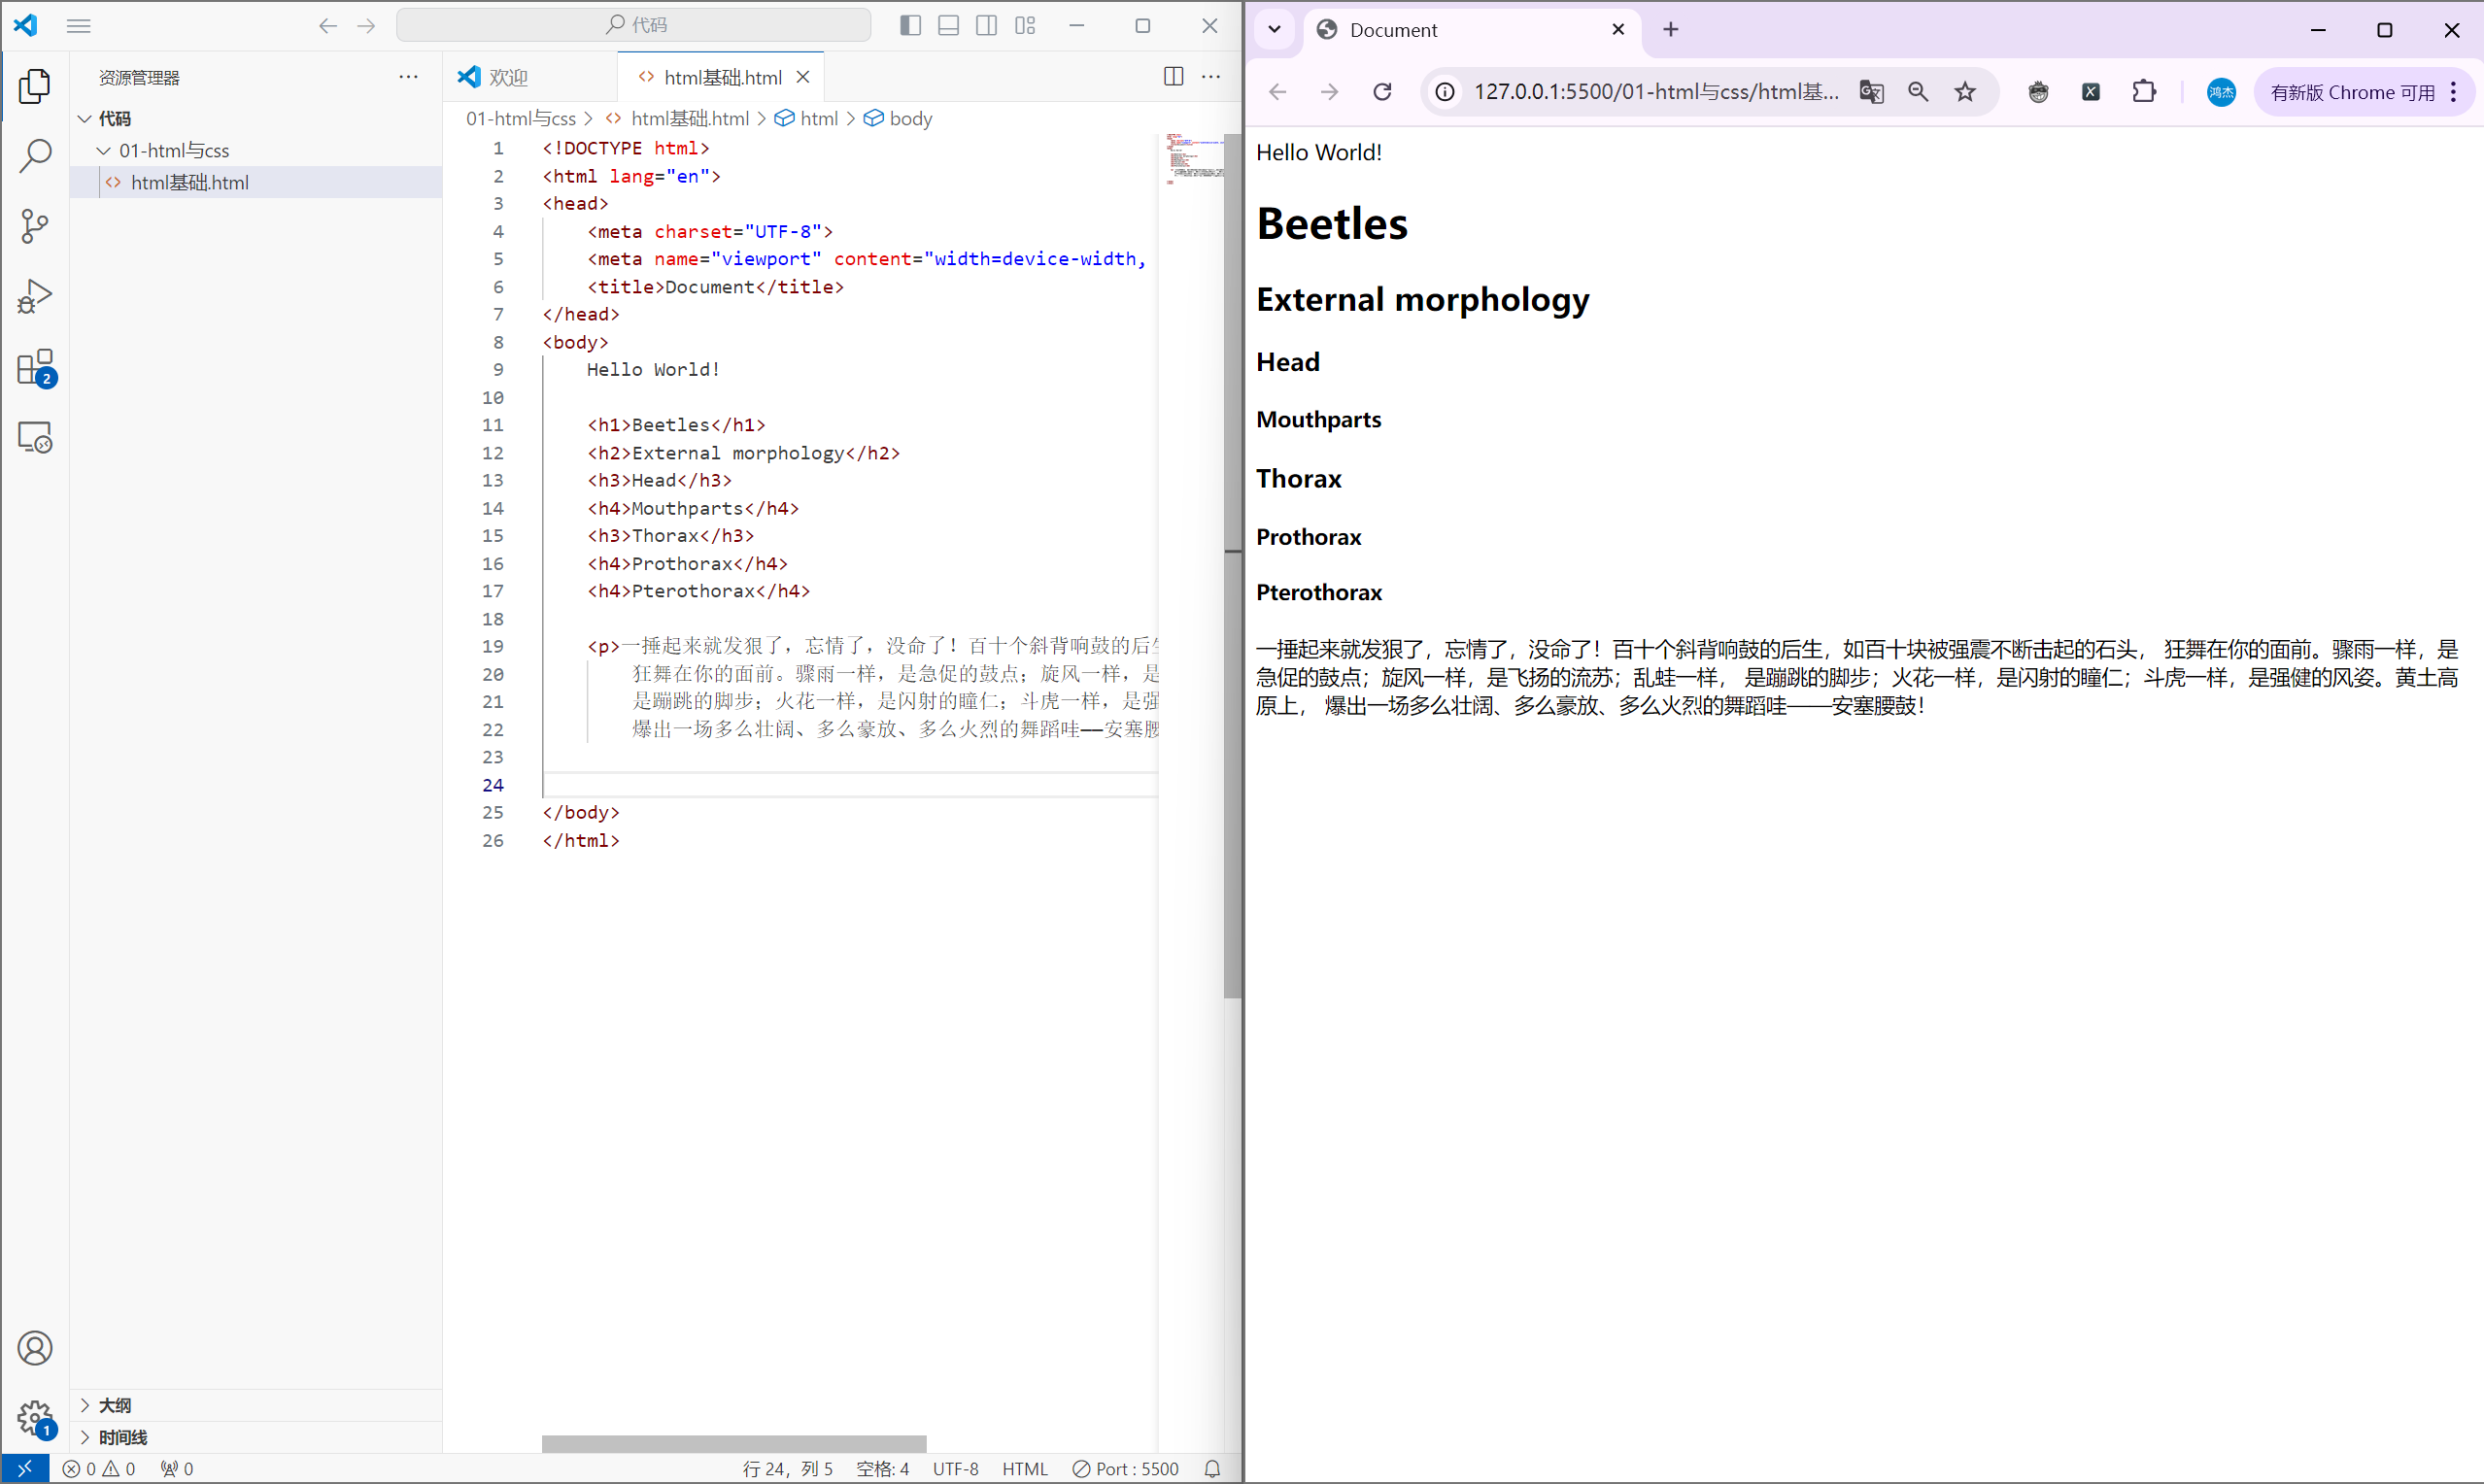 代码
资源管理器
代码
01-html与css
html基础.html
大纲
时间线
2
1
欢迎
html基础.html
01-html与css > html基础.html > html > body
1 <!DOCTYPE html>
2 <html lang="en">
3 <head>
4 <meta charset="UTF-8">
5 <meta name="viewport" content="width=device-width,
6 <title>Document</title>
7 </head>
8 <body>
9 Hello World!
10
11 <h1>Beetles</h1>
12 <h2>External morphology</h2>
13 <h3>Head</h3>
14 <h4>Mouthparts</h4>
15 <h3>Thorax</h3>
16 <h4>Prothorax</h4>
17 <h4>Pterothorax</h4>
18
19 <p>一捶起来就发狠了，忘情了，没命了！百十个斜背响鼓的后生
20 狂舞在你的面前。骤雨一样，是急促的鼓点；旋风一样，是
21 是蹦跳的脚步；火花一样，是闪射的瞳仁；斗虎一样，是强
22 爆出一场多么壮阔、多么豪放、多么火烈的舞蹈哇——安塞腰
23
24
25 </body>
26 </html>
0 0 0 行 24，列 5 空格: 4 UTF-8 HTML Port : 5500
Document
127.0.0.1:5500/01-html与css/html基...
鸿杰
有新版 Chrome 可用
Hello World!
Beetles
External morphology
Head
Mouthparts
Thorax
Prothorax
Pterothorax
一捶起来就发狠了，忘情了，没命了！百十个斜背响鼓的后生，如百十块被强震不断击起的石头， 狂舞在你的面前。骤雨一样，是
急促的鼓点；旋风一样，是飞扬的流苏；乱蛙一样， 是蹦跳的脚步；火花一样，是闪射的瞳仁；斗虎一样，是强健的风姿。黄土高
原上， 爆出一场多么壮阔、多么豪放、多么火烈的舞蹈哇——安塞腰鼓！